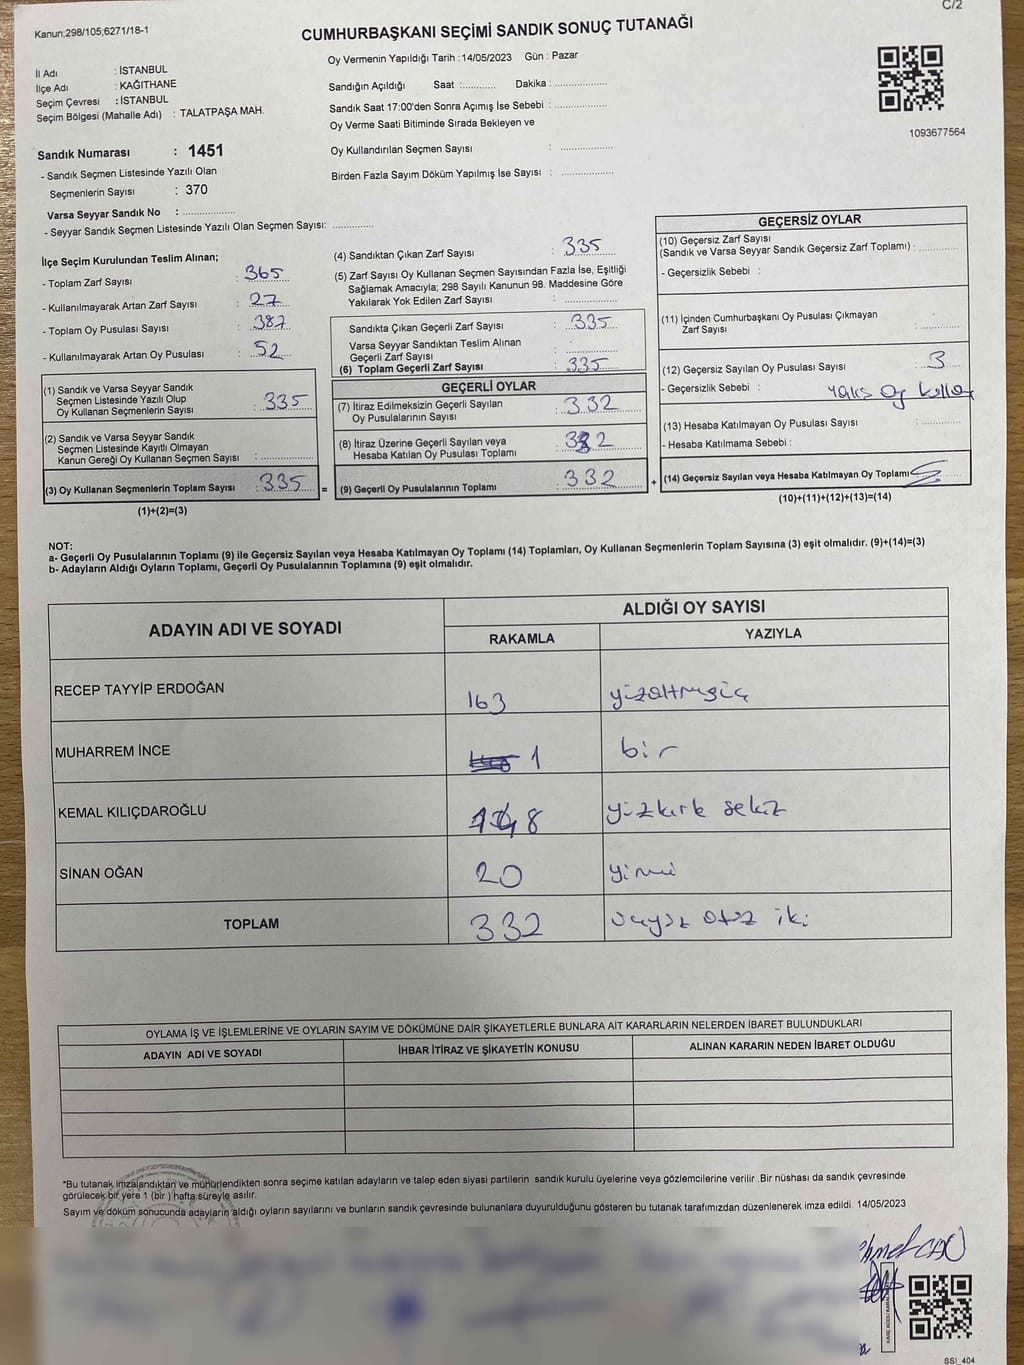 C/2
Kanun;298/105;6271/18-1
CUMHURBAŞKANI SEÇİMİ SANDIK SONUÇ TUTANAĞI
Oy Vermenin Yapıldığı Tarih :14/05/2023 Gün : Pazar
İl Adı : İSTANBUL
İlçe Adı : KAĞITHANE
Seçim Çevresi : İSTANBUL
Seçim Bölgesi (Mahalle Adı) : TALATPAŞA MAH.
Sandığın Açıldığı Saat :........... Dakika :..................
Sandık Saat 17:00'den Sonra Açımış İse Sebebi :..................
Oy Verme Saati Bitiminde Sırada Bekleyen ve
Oy Kullandırılan Seçmen Sayısı : ..................
Birden Fazla Sayım Döküm Yapılmış İse Sayısı : ..................
1093677564
Sandık Numarası : 1451
- Sandık Seçmen Listesinde Yazılı Olan
Seçmenlerin Sayısı : 370
Varsa Seyyar Sandık No : ..................
- Seyyar Sandık Seçmen Listesinde Yazılı Olan Seçmen Sayısı: ..............
İlçe Seçim Kurulundan Teslim Alınan;
- Toplam Zarf Sayısı : 365
- Kullanılmayarak Artan Zarf Sayısı : 27
- Toplam Oy Pusulası Sayısı : 387
- Kullanılmayarak Artan Oy Pusulası : 52
(1) Sandık ve Varsa Seyyar Sandık
Seçmen Listesinde Yazılı Olup
Oy Kullanan Seçmenlerin Sayısı : 335
(2) Sandık ve Varsa Seyyar Sandık
Seçmen Listesinde Kayıtlı Olmayan
Kanun Gereği Oy Kullanan Seçmen Sayısı :..................
(3) Oy Kullanan Seçmenlerin Toplam Sayısı : 335 =
(1)+(2)=(3)
(4) Sandıktan Çıkan Zarf Sayısı : 335
(5) Zarf Sayısı Oy Kullanan Seçmen Sayısından Fazla İse, Eşitliği
Sağlamak Amacıyla; 298 Sayılı Kanunun 98. Maddesine Göre
Yakılarak Yok Edilen Zarf Sayısı : ..................
Sandıkta Çıkan Geçerli Zarf Sayısı : 335
Varsa Seyyar Sandıktan Teslim Alınan
Geçerli Zarf Sayısı : ..................
(6) Toplam Geçerli Zarf Sayısı : 335
GEÇERLİ OYLAR
(7) İtiraz Edilmeksizin Geçerli Sayılan
Oy Pusulalarının Sayısı : 332
(8) İtiraz Üzerine Geçerli Sayılan veya
Hesaba Katılan Oy Pusulası Toplamı : 332
(9) Geçerli Oy Pusulalarının Toplamı : 332 +
GEÇERSİZ OYLAR
(10) Geçersiz Zarf Sayısı
(Sandık ve Varsa Seyyar Sandık Geçersiz Zarf Toplamı) : ............
- Geçersizlik Sebebi :
(11) İçinden Cumhurbaşkanı Oy Pusulası Çıkmayan
Zarf Sayısı : ............
(12) Geçersiz Sayılan Oy Pusulası Sayısı : 3
- Geçersizlik Sebebi : yalış oy kulla
(13) Hesaba Katılmayan Oy Pusulası Sayısı : ............
- Hesaba Katılmama Sebebi :
(14) Geçersiz Sayılan veya Hesaba Katılmayan Oy Toplamı
(10)+(11)+(12)+(13)=(14)
NOT:
a- Geçerli Oy Pusulalarının Toplamı (9) ile Geçersiz Sayılan veya Hesaba Katılmayan Oy Toplamı (14) Toplamları, Oy Kullanan Seçmenlerin Toplam Sayısına (3) eşit olmalıdır. (9)+(14)=(3)
b- Adayların Aldığı Oyların Toplamı, Geçerli Oy Pusulalarının Toplamına (9) eşit olmalıdır.
ADAYIN ADI VE SOYADI ALDIĞI OY SAYISI
RAKAMLA YAZIYLA
RECEP TAYYİP ERDOĞAN 163 yüzaltmışüç
MUHARREM İNCE 1 bir
KEMAL KILIÇDAROĞLU 148 yüzkırk sekiz
SİNAN OĞAN 20 yirmi
TOPLAM 332 üçyüz otuz iki
OYLAMA İŞ VE İŞLEMLERİNE VE OYLARIN SAYIM VE DÖKÜMÜNE DAİR ŞİKAYETLERLE BUNLARA AİT KARARLARIN NELERDEN İBARET BULUNDUKLARI
ADAYIN ADI VE SOYADI İHBAR İTİRAZ VE ŞİKAYETİN KONUSU ALINAN KARARIN NEDEN İBARET OLDUĞU
*Bu tutanak imzalandıktan ve mühürlendikten sonra seçime katılan adayların ve talep eden siyasi partilerin sandık kurulu üyelerine veya gözlemcilerine verilir .Bir nüshası da sandık çevresinde
görülecek bir yere 1 (bir ) hafta süreyle asılır.
Sayım ve döküm sonucunda adayların aldığı oyların sayılarını ve bunların sandık çevresinde bulunanlara duyurulduğunu gösteren bu tutanak tarafımızdan düzenlenerek imza edildi. 14/05/2023
SSI_404